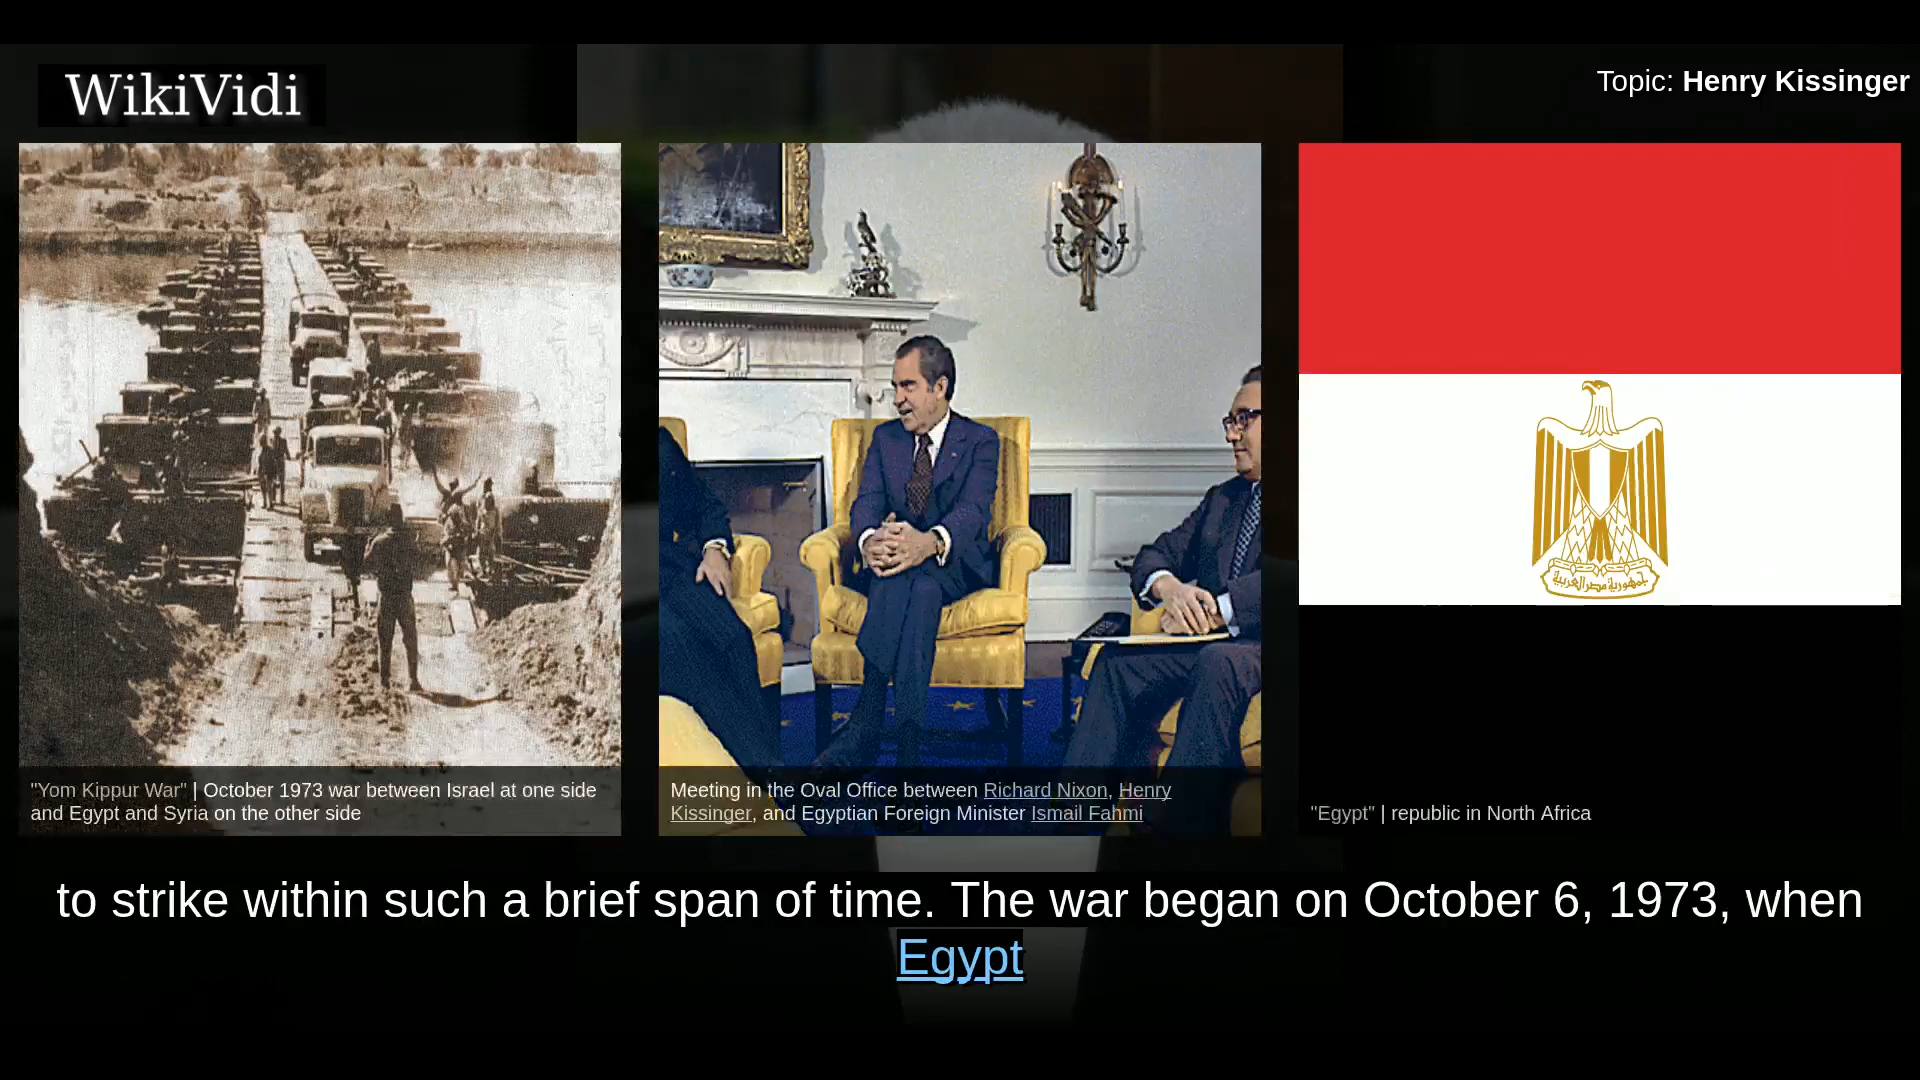 WikiVidi
Topic: Henry Kissinger
جمهورية مصر العربية
"Yom Kippur War" | October 1973 war between Israel at one side
and Egypt and Syria on the other side
Meeting in the Oval Office between Richard Nixon, Henry
Kissinger, and Egyptian Foreign Minister Ismail Fahmi
"Egypt" | republic in North Africa
to strike within such a brief span of time. The war began on October 6, 1973, when
Egypt